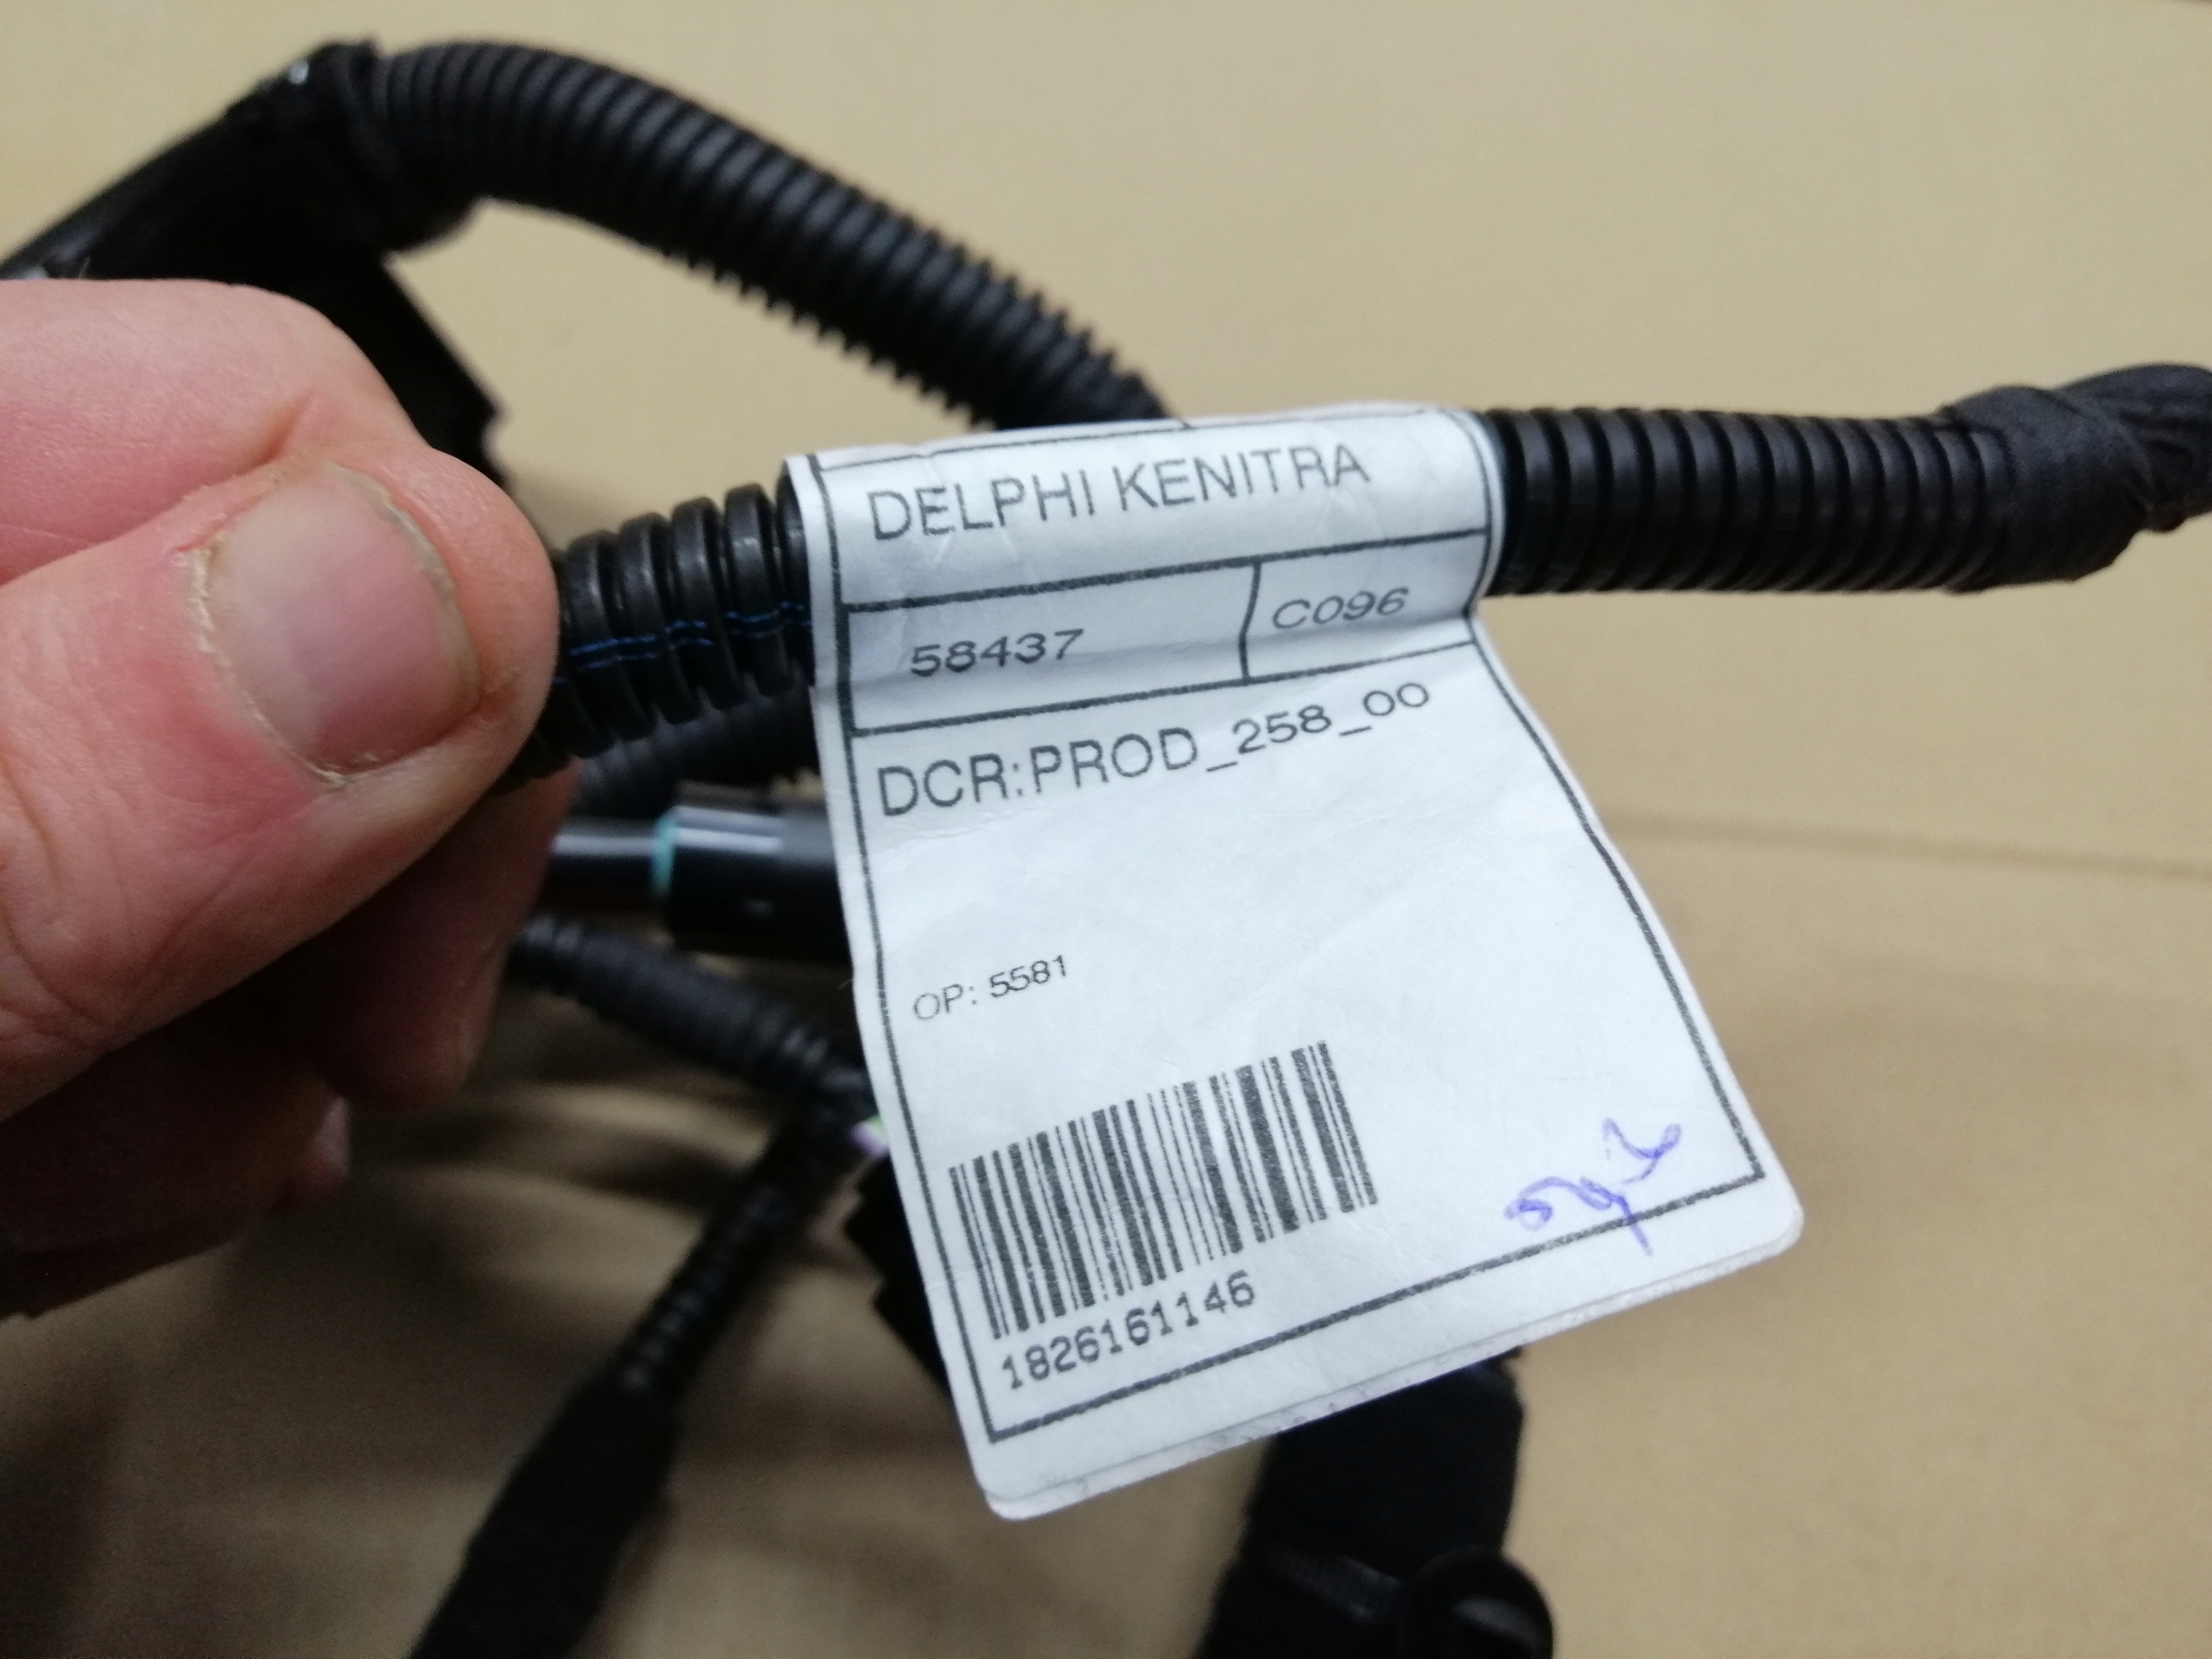 DELPHI KENITRA
58437 C096
DCR:PROD_258_00
OP: 5581
1826161146